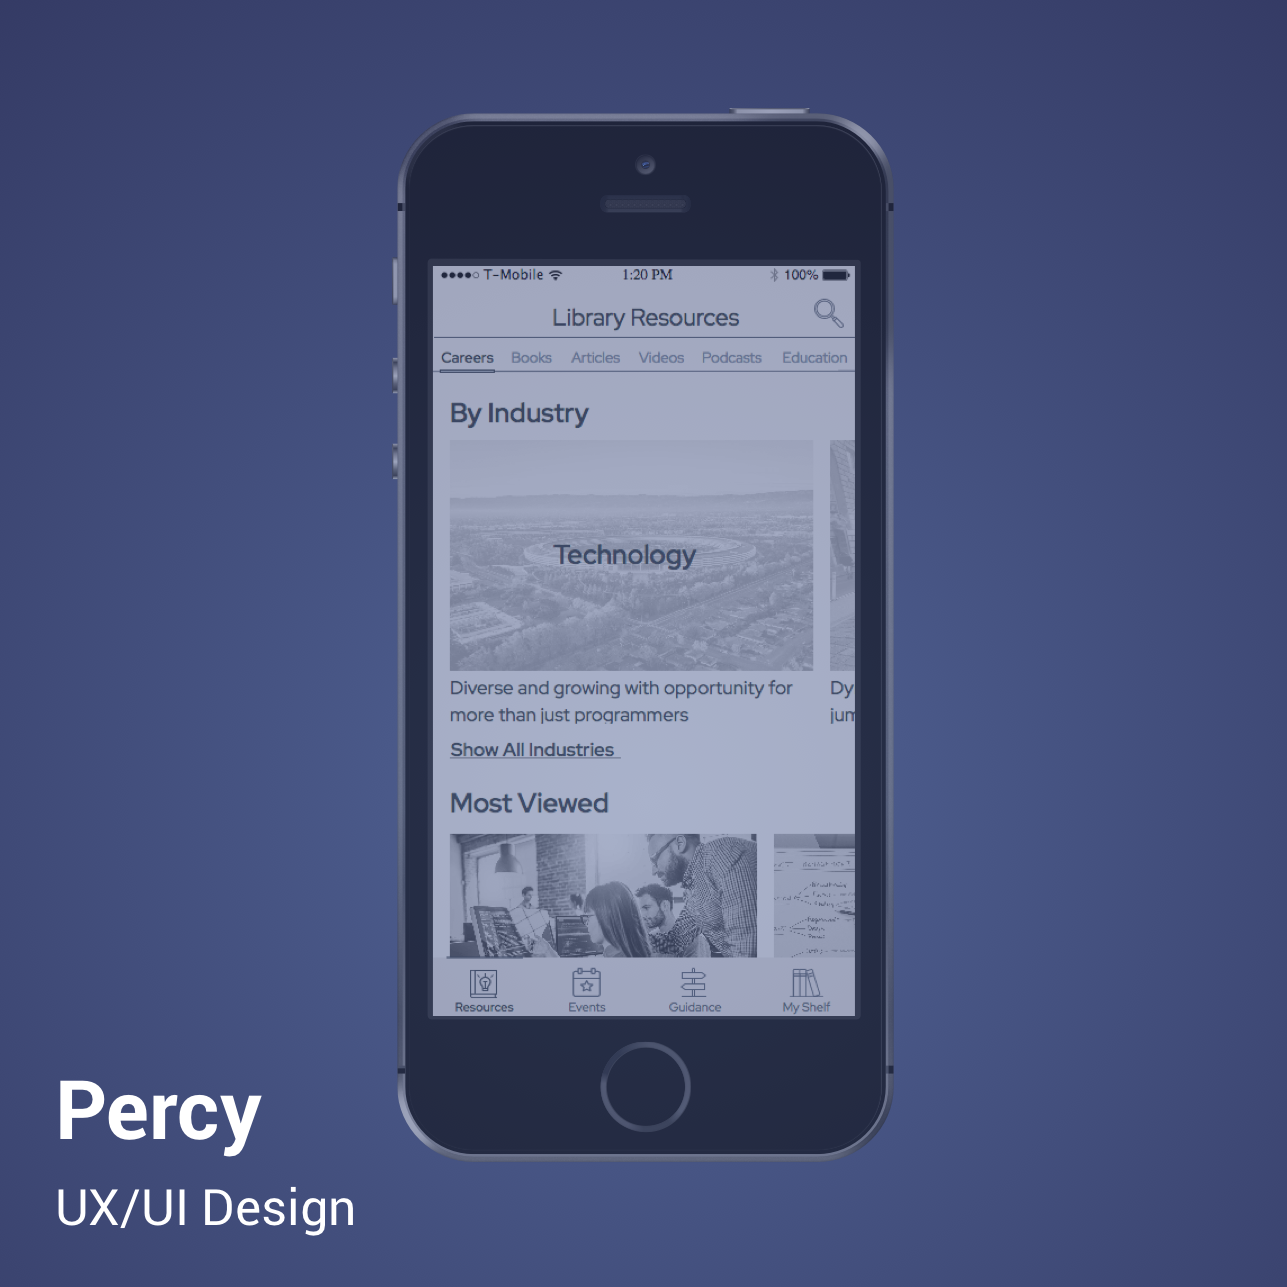 T-Mobile 1:20 PM 100%
Library Resources
Careers Books Articles Videos Podcasts Education
By Industry
Technology
Diverse and growing with opportunity for Dy
more than just programmers jum
Show All Industries
Most Viewed
Resources Events Guidance My Shelf
Percy
UX/UI Design